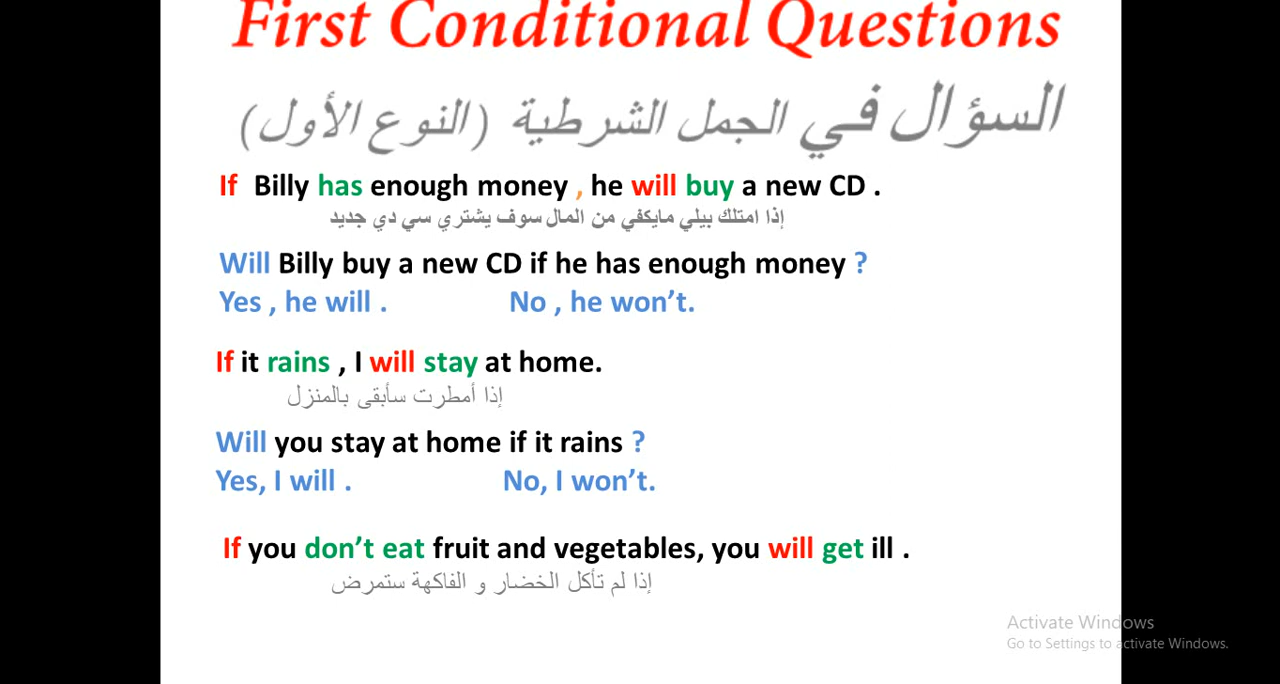 First Conditional Questions
السؤال في الجمل الشرطية (النوع الأول)
If Billy has enough money , he will buy a new CD .
إذا امتلك بيلي مايكفي من المال سوف يشتري سي دي جديد
Will Billy buy a new CD if he has enough money ?
Yes , he will . No , he won’t.
If it rains , I will stay at home.
إذا أمطرت سأبقى بالمنزل
Will you stay at home if it rains ?
Yes, I will . No, I won’t.
If you don’t eat fruit and vegetables, you will get ill .
إذا لم تأكل الخضار و الفاكهة ستمرض
Activate Windows
Go to Settings to activate Windows.